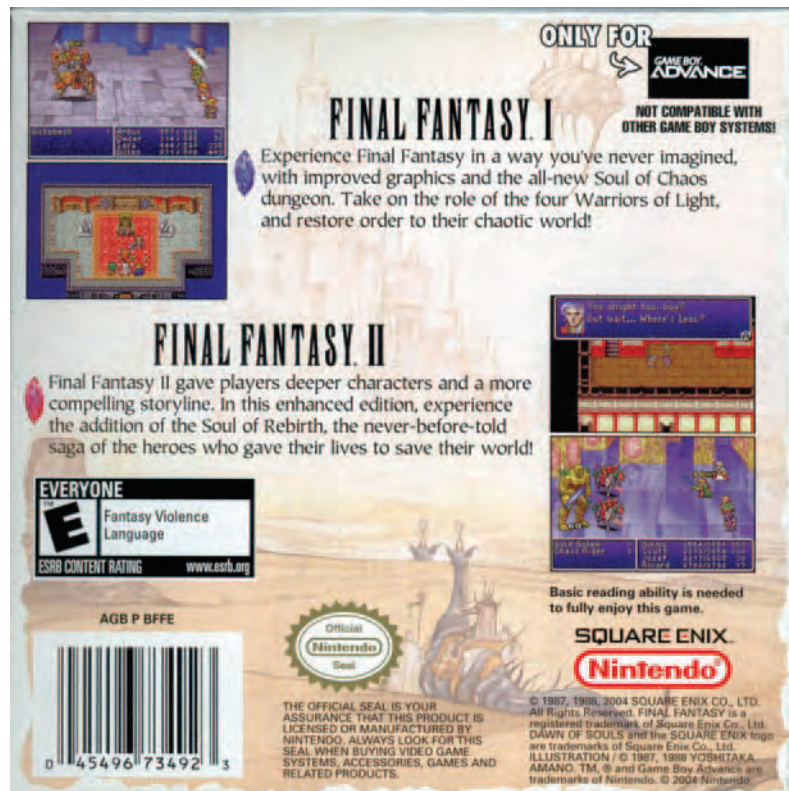 ONLY FOR
GAME BOY
ADVANCE
NOT COMPATIBLE WITH
OTHER GAME BOY SYSTEMS!
FINAL FANTASY. I
Experience Final Fantasy in a way you've never imagined,
with improved graphics and the all-new Soul of Chaos
dungeon. Take on the role of the four Warriors of Light,
and restore order to their chaotic world!
FINAL FANTASY. II
Final Fantasy II gave players deeper characters and a more
compelling storyline. In this enhanced edition, experience
the addition of the Soul of Rebirth, the never-before-told
saga of the heroes who gave their lives to save their world!
You alright too, Guy?
But wait... Where's Leon?
EVERYONE
E
TM
Fantasy Violence
Language
ESRB CONTENT RATING www.esrb.org
Basic reading ability is needed
to fully enjoy this game.
SQUARE ENIX™
Nintendo®
AGB P BFFE
0 45496 73492 3
Official
Nintendo
Seal
THE OFFICIAL SEAL IS YOUR
ASSURANCE THAT THIS PRODUCT IS
LICENSED OR MANUFACTURED BY
NINTENDO. ALWAYS LOOK FOR THIS
SEAL WHEN BUYING VIDEO GAME
SYSTEMS, ACCESSORIES, GAMES AND
RELATED PRODUCTS.
© 1987, 1988, 2004 SQUARE ENIX CO., LTD.
All Rights Reserved. FINAL FANTASY is a
registered trademark of Square Enix Co., Ltd.
DAWN OF SOULS and the SQUARE ENIX logo
are trademarks of Square Enix Co., Ltd.
ILLUSTRATION / © 1987, 1988 YOSHITAKA
AMANO. TM, ® and Game Boy Advance are
trademarks of Nintendo. © 2004 Nintendo.